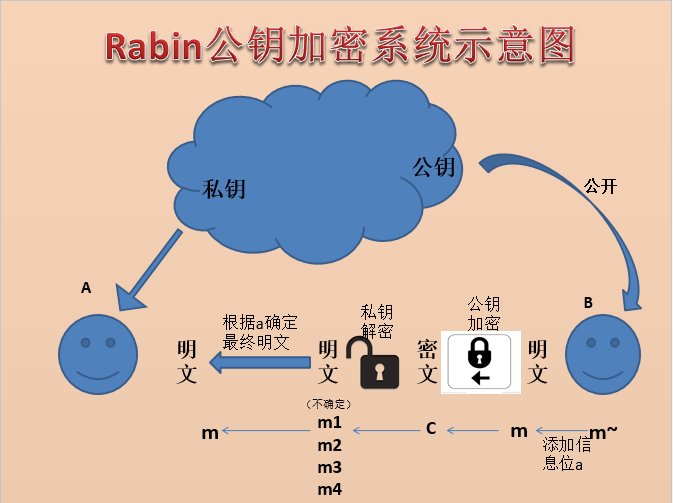 Rabin公钥加密系统示意图
公钥
私钥
公开
A
B
根据a确定
最终明文
私钥
解密
公钥
加密
明
文
明
文
密
文
明
文
（不确定）
m
m1
m2
m3
m4
C
m
m~
添加信
息位a